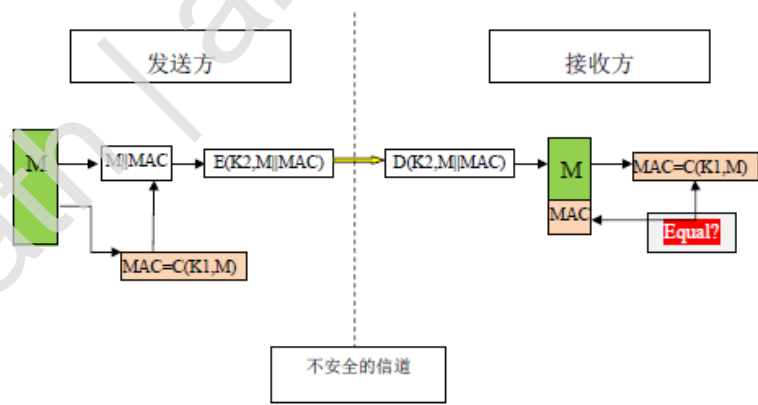 发送方
接收方
M
M||MAC
E(K2,M||MAC)
D(K2,M||MAC)
M
MAC=C(K1,M)
MAC
Equal?
MAC=C(K1,M)
不安全的信道